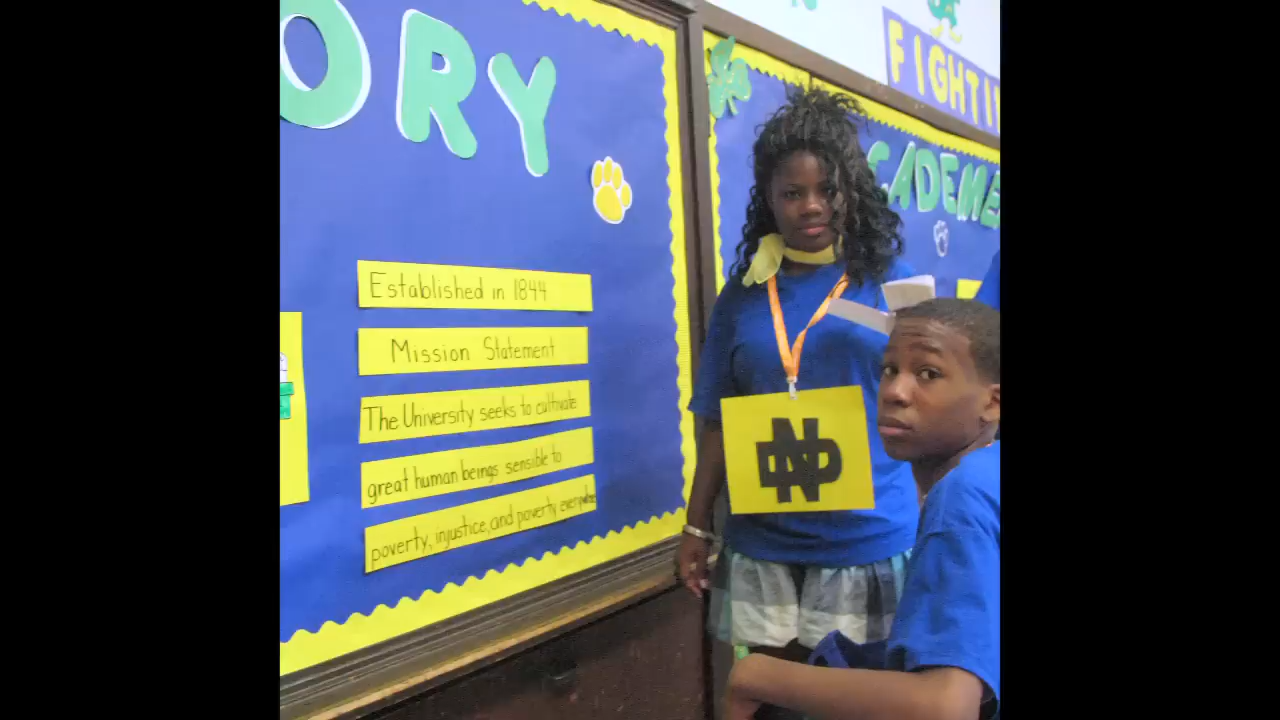 ORY
Established in 1844
Mission Statement
The University seeks to cultivate
great human beings sensible to
poverty, injustice, and poverty everywhere
FIGHTI
CADEME
ND